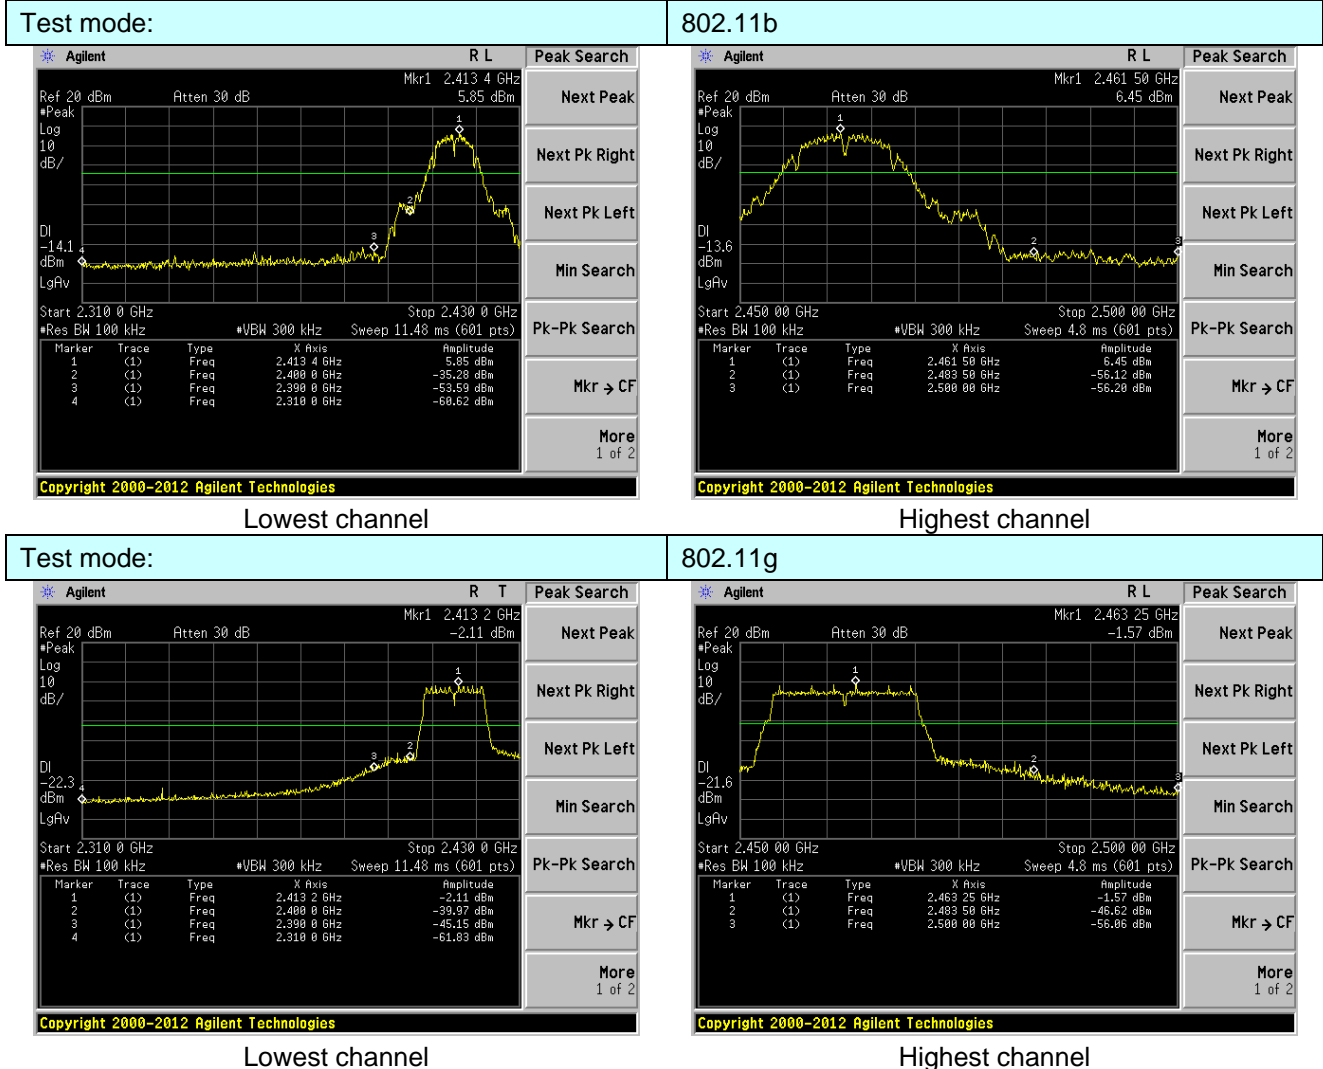 Test mode: 802.11b
Agilent R L Peak Search
Mkr1 2.413 4 GHz
Ref 20 dBm Atten 30 dB 5.85 dBm
#Peak
Log
10
dB/
1
2
3
4
DI
-14.1
dBm
LgAv
Start 2.310 0 GHz Stop 2.430 0 GHz
#Res BW 100 kHz #VBW 300 kHz Sweep 11.48 ms (601 pts)
Marker Trace Type X Axis Amplitude
1 (1) Freq 2.413 4 GHz 5.85 dBm
2 (1) Freq 2.400 0 GHz -35.28 dBm
3 (1) Freq 2.390 0 GHz -53.59 dBm
4 (1) Freq 2.310 0 GHz -60.62 dBm
Next Peak
Next Pk Right
Next Pk Left
Min Search
Pk-Pk Search
Mkr → CF
More
1 of 2
Copyright 2000-2012 Agilent Technologies
Lowest channel
Agilent R L Peak Search
Mkr1 2.461 50 GHz
Ref 20 dBm Atten 30 dB 6.45 dBm
#Peak
Log
10
dB/
1
2
3
DI
-13.6
dBm
LgAv
Start 2.450 00 GHz Stop 2.500 00 GHz
#Res BW 100 kHz #VBW 300 kHz Sweep 4.8 ms (601 pts)
Marker Trace Type X Axis Amplitude
1 (1) Freq 2.461 50 GHz 6.45 dBm
2 (1) Freq 2.483 50 GHz -56.12 dBm
3 (1) Freq 2.500 00 GHz -56.20 dBm
Next Peak
Next Pk Right
Next Pk Left
Min Search
Pk-Pk Search
Mkr → CF
More
1 of 2
Copyright 2000-2012 Agilent Technologies
Highest channel
Test mode: 802.11g
Agilent R T Peak Search
Mkr1 2.413 2 GHz
Ref 20 dBm Atten 30 dB -2.11 dBm
#Peak
Log
10
dB/
1
2
3
4
DI
-22.3
dBm
LgAv
Start 2.310 0 GHz Stop 2.430 0 GHz
#Res BW 100 kHz #VBW 300 kHz Sweep 11.48 ms (601 pts)
Marker Trace Type X Axis Amplitude
1 (1) Freq 2.413 2 GHz -2.11 dBm
2 (1) Freq 2.400 0 GHz -39.97 dBm
3 (1) Freq 2.390 0 GHz -45.15 dBm
4 (1) Freq 2.310 0 GHz -61.83 dBm
Next Peak
Next Pk Right
Next Pk Left
Min Search
Pk-Pk Search
Mkr → CF
More
1 of 2
Copyright 2000-2012 Agilent Technologies
Lowest channel
Agilent R L Peak Search
Mkr1 2.463 25 GHz
Ref 20 dBm Atten 30 dB -1.57 dBm
#Peak
Log
10
dB/
1
2
3
DI
-21.6
dBm
LgAv
Start 2.450 00 GHz Stop 2.500 00 GHz
#Res BW 100 kHz #VBW 300 kHz Sweep 4.8 ms (601 pts)
Marker Trace Type X Axis Amplitude
1 (1) Freq 2.463 25 GHz -1.57 dBm
2 (1) Freq 2.483 50 GHz -46.62 dBm
3 (1) Freq 2.500 00 GHz -56.06 dBm
Next Peak
Next Pk Right
Next Pk Left
Min Search
Pk-Pk Search
Mkr → CF
More
1 of 2
Copyright 2000-2012 Agilent Technologies
Highest channel